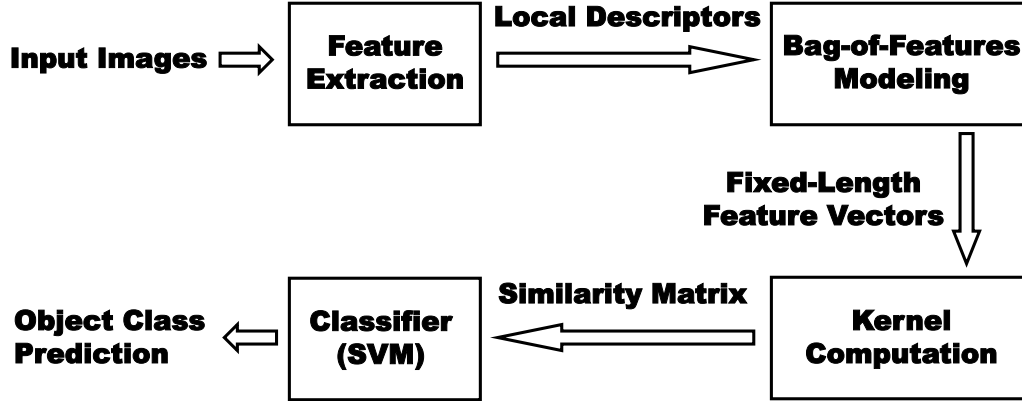 Input Images
Feature
Extraction
Local Descriptors
Bag-of-Features
Modeling
Fixed-Length
Feature Vectors
Kernel
Computation
Similarity Matrix
Classifier
(SVM)
Object Class
Prediction